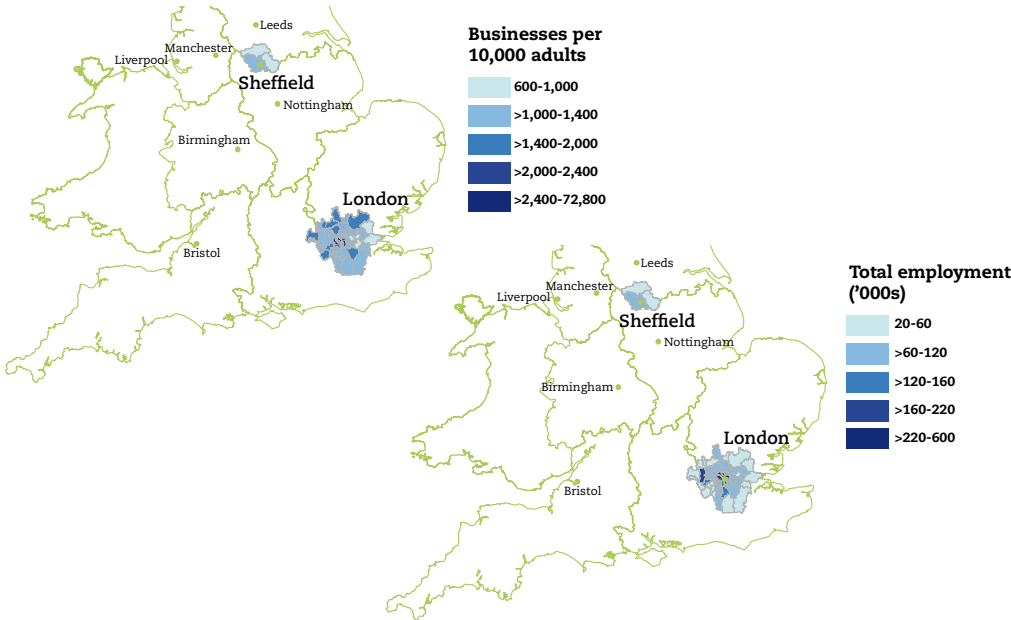 Leeds
Manchester
Liverpool
Sheffield
Nottingham
Birmingham
London
Bristol
Businesses per
10,000 adults
600-1,000
>1,000-1,400
>1,400-2,000
>2,000-2,400
>2,400-72,800
Leeds
Manchester
Liverpool
Sheffield
Nottingham
Birmingham
London
Bristol
Total employment
('000s)
20-60
>60-120
>120-160
>160-220
>220-600